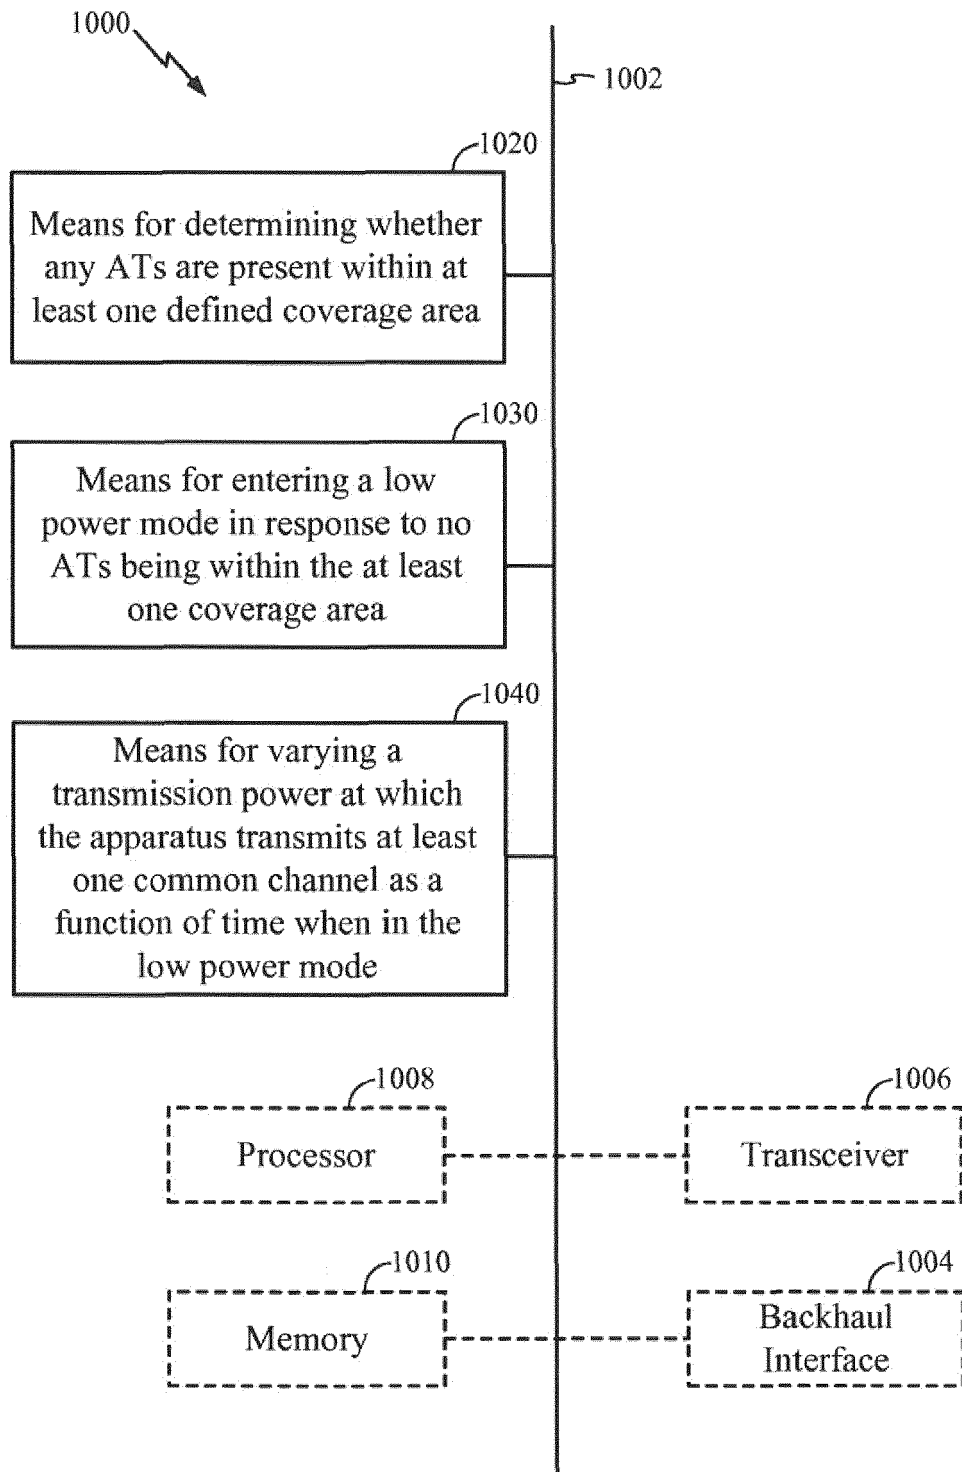 1000
1002
1020
Means for determining whether
any ATs are present within at
least one defined coverage area
1030
Means for entering a low
power mode in response to no
ATs being within the at least
one coverage area
1040
Means for varying a
transmission power at which
the apparatus transmits at least
one common channel as a
function of time when in the
low power mode
1008
Processor
1006
Transceiver
1010
Memory
1004
Backhaul
Interface